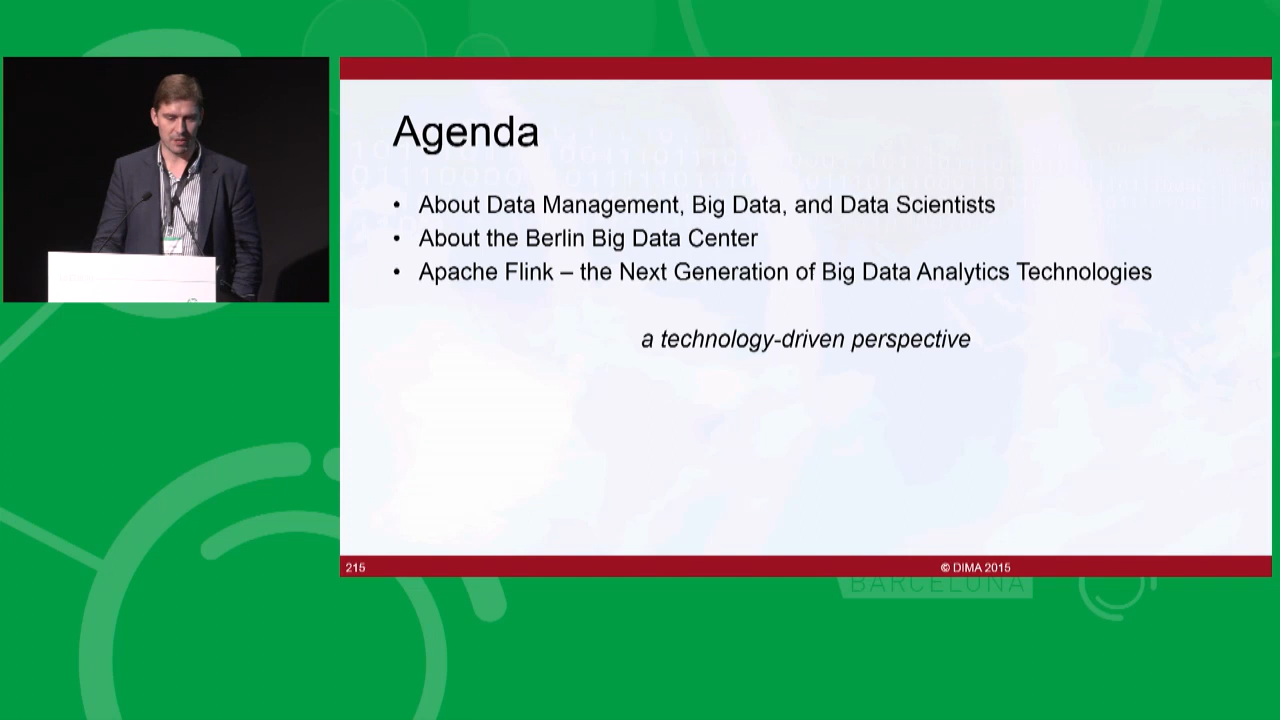 Agenda
• About Data Management, Big Data, and Data Scientists
• About the Berlin Big Data Center
• Apache Flink – the Next Generation of Big Data Analytics Technologies
a technology-driven perspective
215
© DIMA 2015
BARCELONA